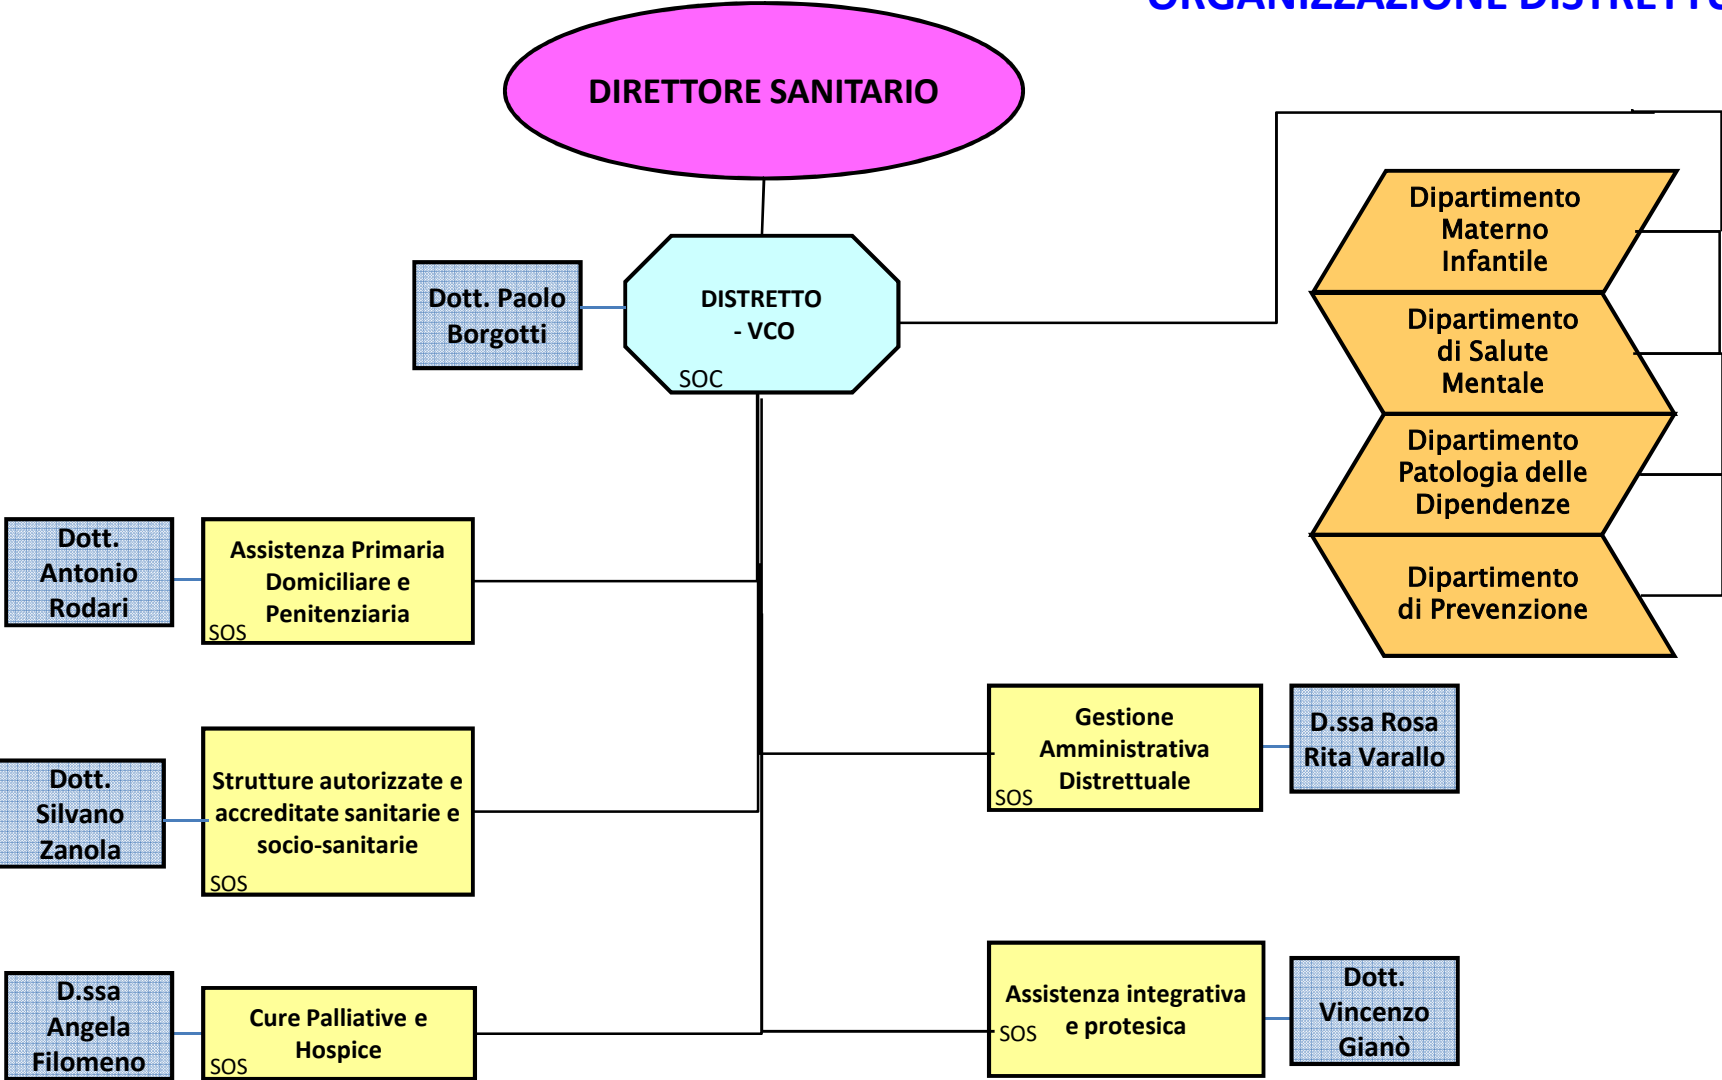 ORGANIZZAZIONE
DIRETTORE SANITARIO
Dott. Paolo
Borgotti
DISTRETTO
- VCO
SOC
Dipartimento
Materno
Infantile
Dipartimento
di Salute
Mentale
Dipartimento
Patologia delle
Dipendenze
Dipartimento
di Prevenzione
Dott.
Antonio
Rodari
Assistenza Primaria
Domiciliare e
Penitenziaria
SOS
Dott.
Silvano
Zanola
Strutture autorizzate e
accreditate sanitarie e
socio-sanitarie
SOS
D.ssa
Angela
Filomeno
Cure Palliative e
Hospice
SOS
Gestione
Amministrativa
Distrettuale
SOS
D.ssa Rosa
Rita Varallo
Assistenza integrativa
e protesica
SOS
Dott.
Vincenzo
Gianò